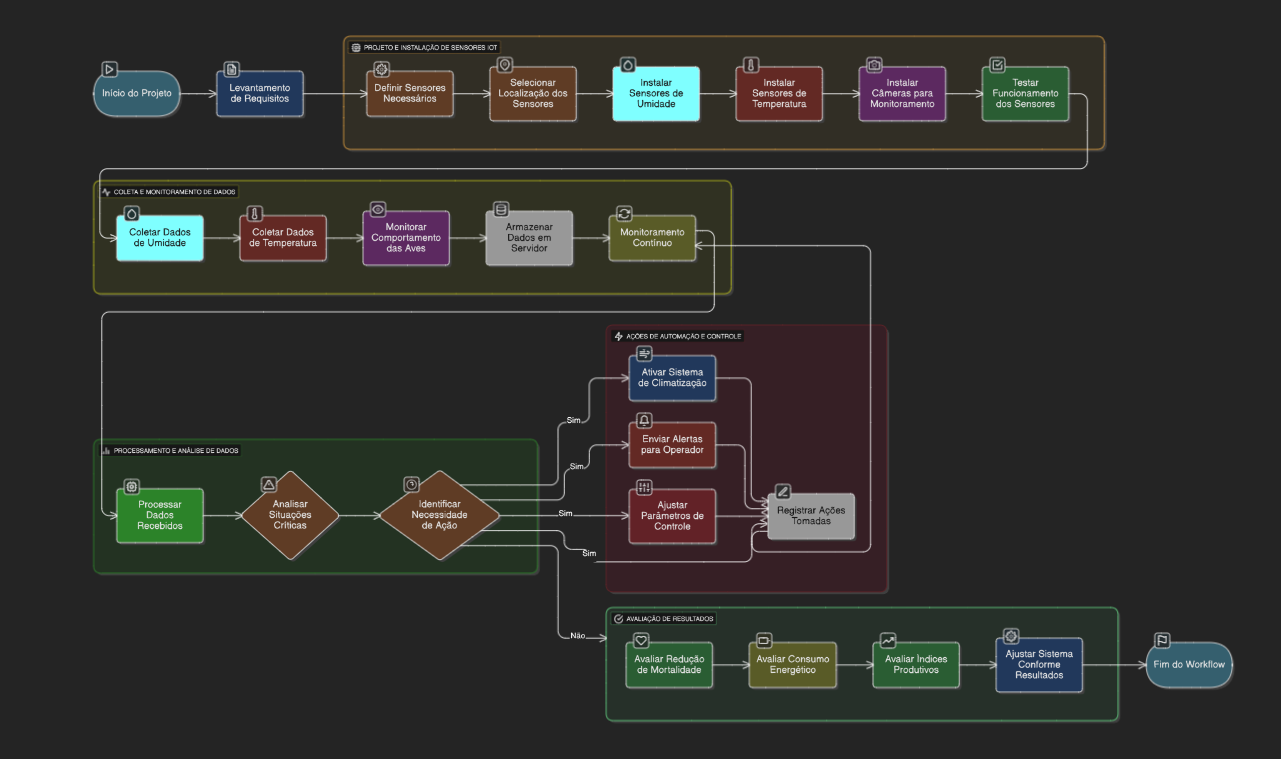 PROJETO E INSTALAÇÃO DE SENSORES IOT
Início do Projeto
Levantamento
de Requisitos
Definir Sensores
Necessários
Selecionar
Localização dos
Sensores
Instalar
Sensores de
Umidade
Instalar
Sensores de
Temperatura
Instalar
Câmeras para
Monitoramento
Testar
Funcionamento
dos Sensores
COLETA E MONITORAMENTO DE DADOS
Coletar Dados
de Umidade
Coletar Dados
de Temperatura
Monitorar
Comportamento
das Aves
Armazenar
Dados em
Servidor
Monitoramento
Contínuo
PROCESSAMENTO E ANÁLISE DE DADOS
Processar
Dados
Recebidos
Analisar
Situações
Críticas
Identificar
Necessidade
de Ação
Sim
Sim
Sim
Sim
Não
AÇÕES DE AUTOMAÇÃO E CONTROLE
Ativar Sistema
de Climatização
Enviar Alertas
para Operador
Ajustar
Parâmetros de
Controle
Registrar Ações
Tomadas
AVALIAÇÃO DE RESULTADOS
Avaliar Redução
de Mortalidade
Avaliar Consumo
Energético
Avaliar Índices
Produtivos
Ajustar Sistema
Conforme
Resultados
Fim do Workflow